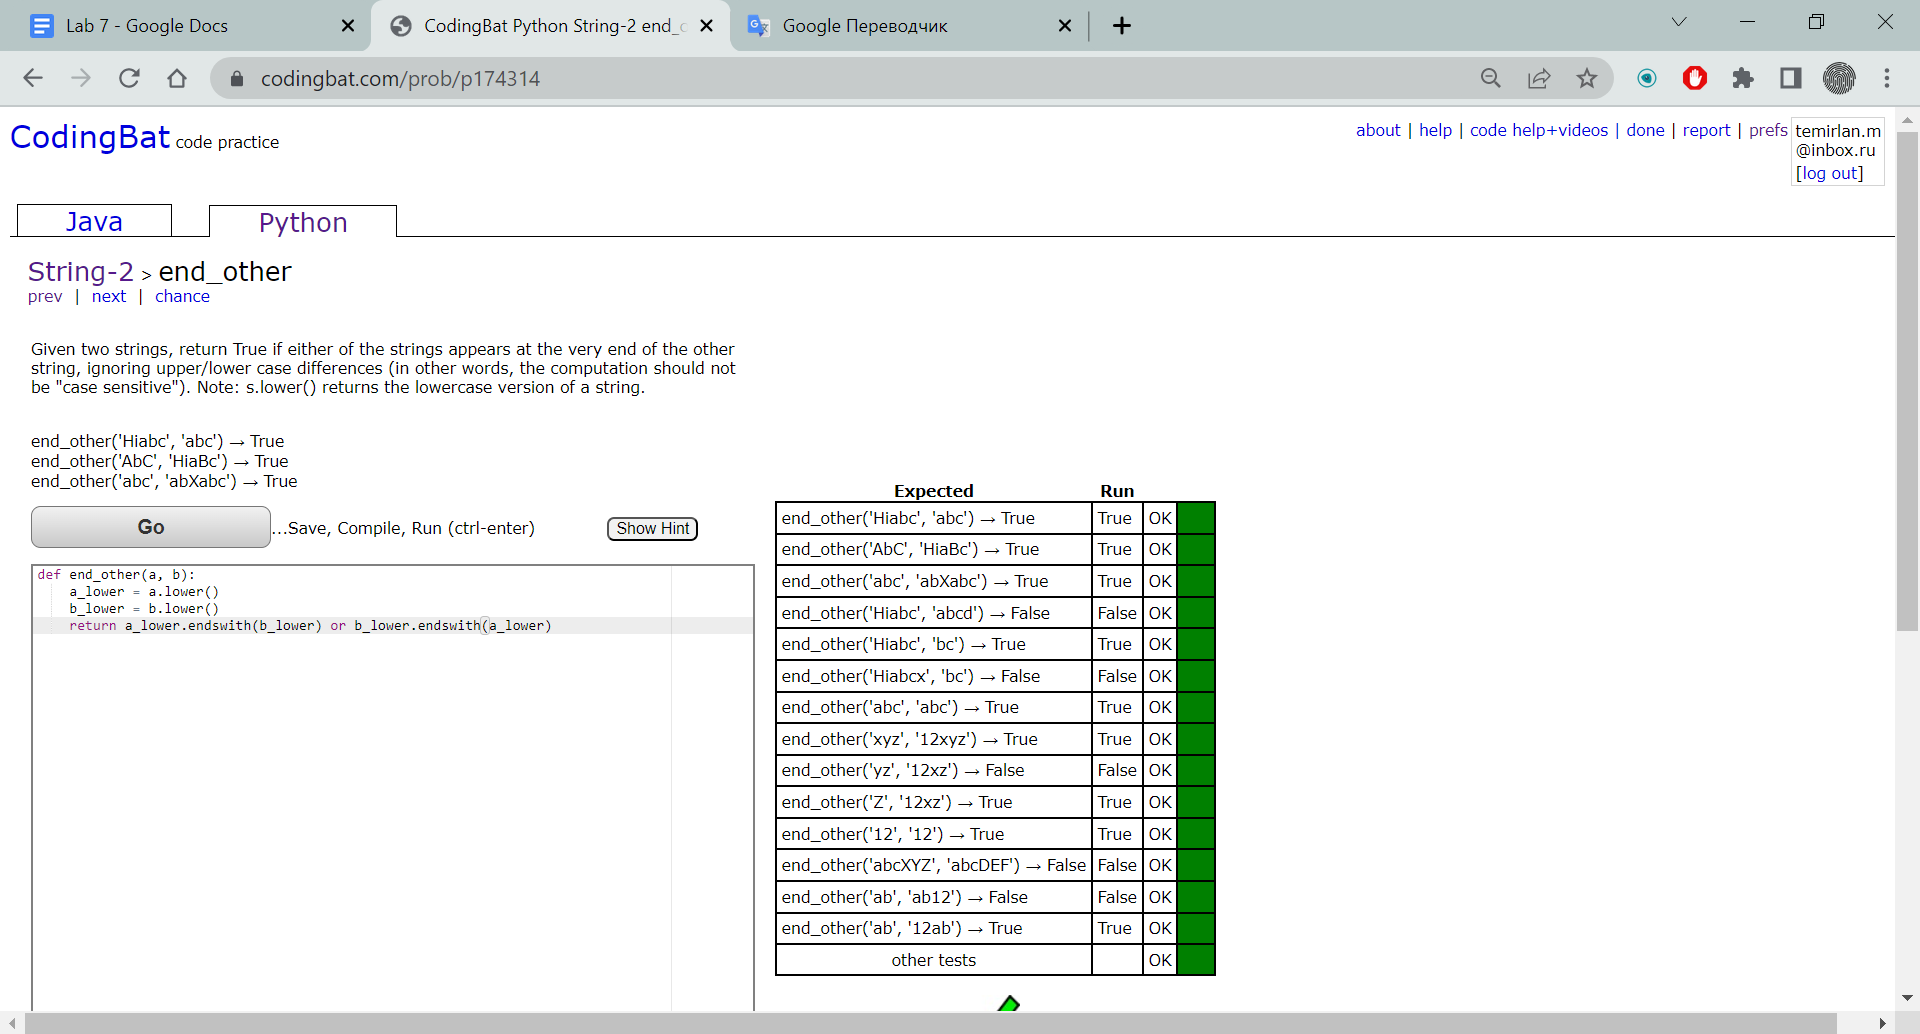 Lab 7 - Google Docs
CodingBat Python String-2 end_
Google Переводчик
codingbat.com/prob/p174314
CodingBat code practice
about | help | code help+videos | done | report | prefs
temirlan.m
@inbox.ru
[log out]
Java
Python
String-2 > end_other
prev | next | chance
Given two strings, return True if either of the strings appears at the very end of the other
string, ignoring upper/lower case differences (in other words, the computation should not
be "case sensitive"). Note: s.lower() returns the lowercase version of a string.
end_other('Hiabc', 'abc') → True
end_other('AbC', 'HiaBc') → True
end_other('abc', 'abXabc') → True
Go
...Save, Compile, Run (ctrl-enter)
Show Hint
def end_other(a, b):
    a_lower = a.lower()
    b_lower = b.lower()
    return a_lower.endswith(b_lower) or b_lower.endswith(a_lower)
Expected Run
end_other('Hiabc', 'abc') → True True OK
end_other('AbC', 'HiaBc') → True True OK
end_other('abc', 'abXabc') → True True OK
end_other('Hiabc', 'abcd') → False False OK
end_other('Hiabc', 'bc') → True True OK
end_other('Hiabcx', 'bc') → False False OK
end_other('abc', 'abc') → True True OK
end_other('xyz', '12xyz') → True True OK
end_other('yz', '12xz') → False False OK
end_other('Z', '12xz') → True True OK
end_other('12', '12') → True True OK
end_other('abcXYZ', 'abcDEF') → False False OK
end_other('ab', 'ab12') → False False OK
end_other('ab', '12ab') → True True OK
other tests OK